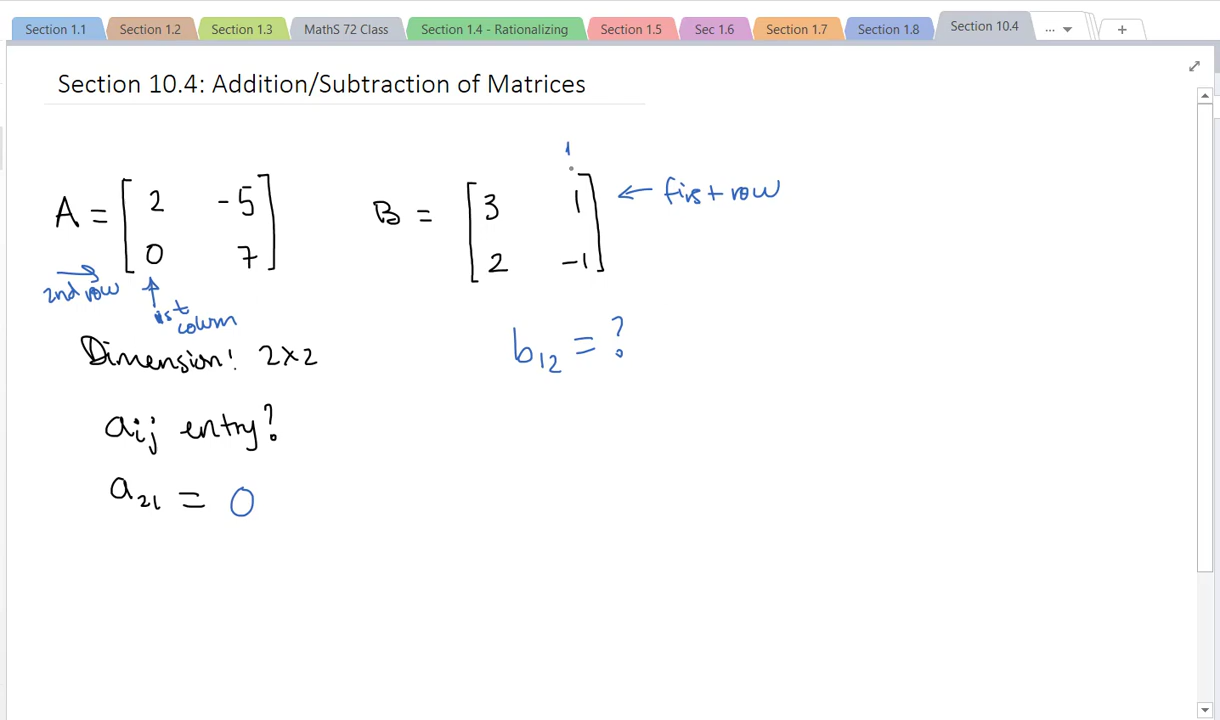 Section 1.1 Section 1.2 Section 1.3 MathS 72 Class Section 1.4 - Rationalizing Section 1.5 Sec 1.6 Section 1.7 Section 1.8 Section 10.4 ... +
Section 10.4: Addition/Subtraction of Matrices
A = [ 2 -5
0 7 ]
2nd row
1st
column
B = [ 3 1
2 -1 ]
← first row
Dimension: 2x2
b12 = ?
aij entry?
a21 = 0